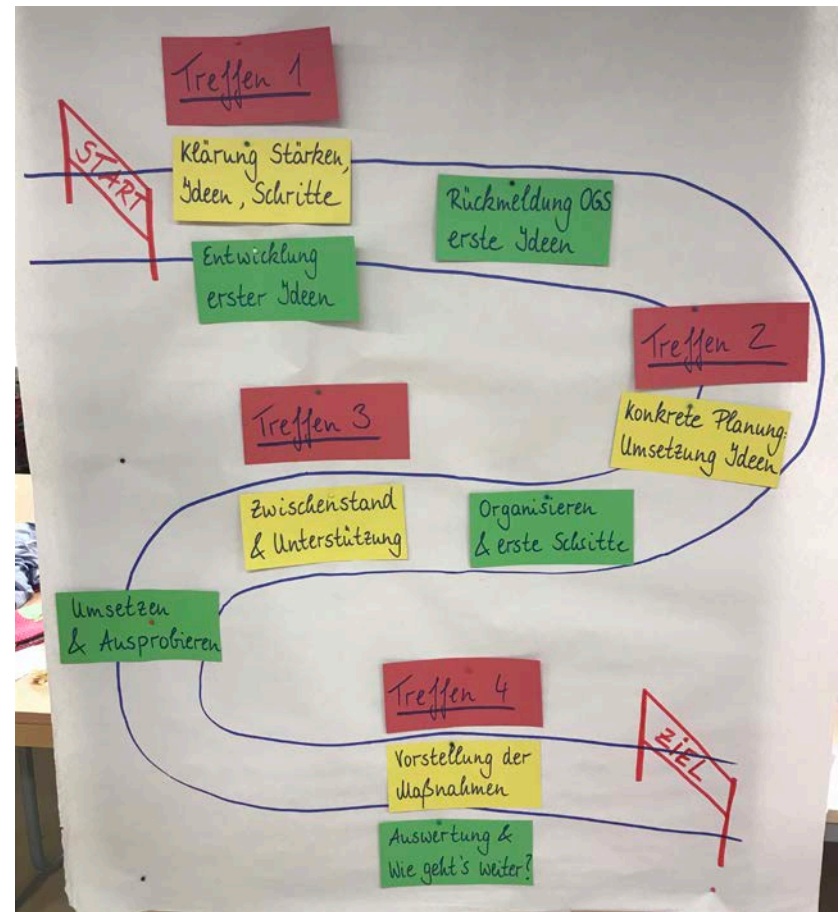 Treffen 1
START
Klärung Stärken,
Ideen, Schritte
Entwicklung
erster Ideen
Rückmeldung OGS
erste Ideen
Treffen 2
Konkrete Planung:
Umsetzung Ideen
Organisieren
& erste Schritte
Treffen 3
Zwischenstand
& Unterstützung
Umsetzen
& Ausprobieren
Treffen 4
Vorstellung der
Maßnahmen
Auswertung &
Wie geht's weiter?
ZIEL